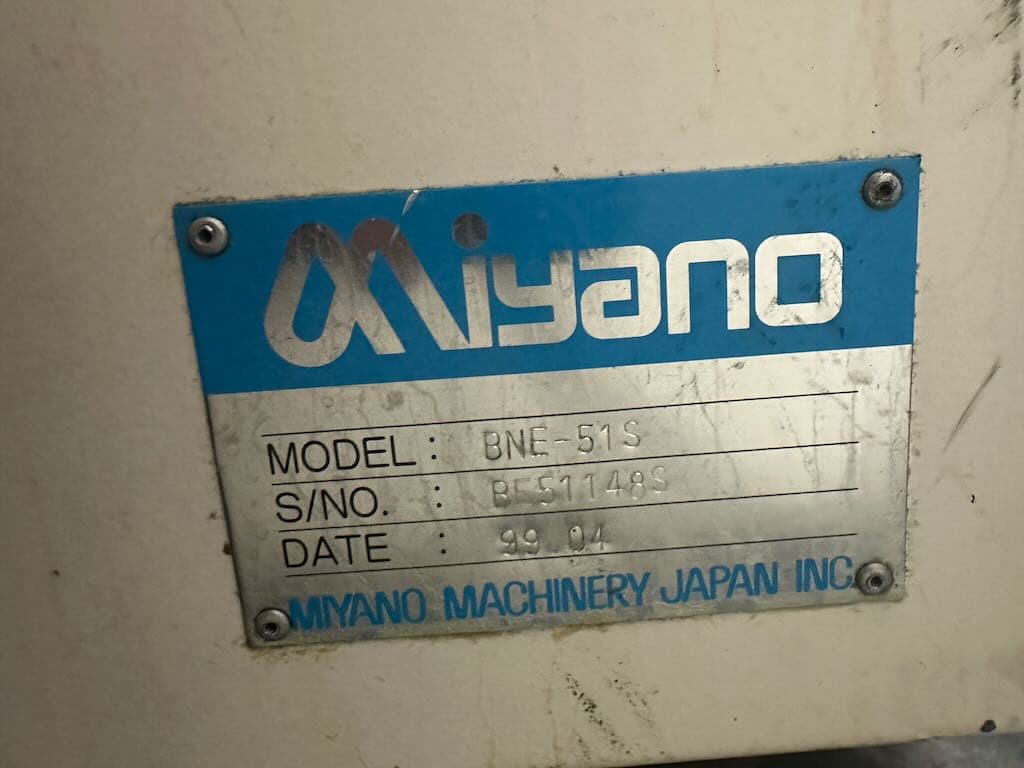 Miyano
MODEL: BNE-51S
S/NO. : BE51148S
DATE : 99.04
MIYANO MACHINERY JAPAN INC.